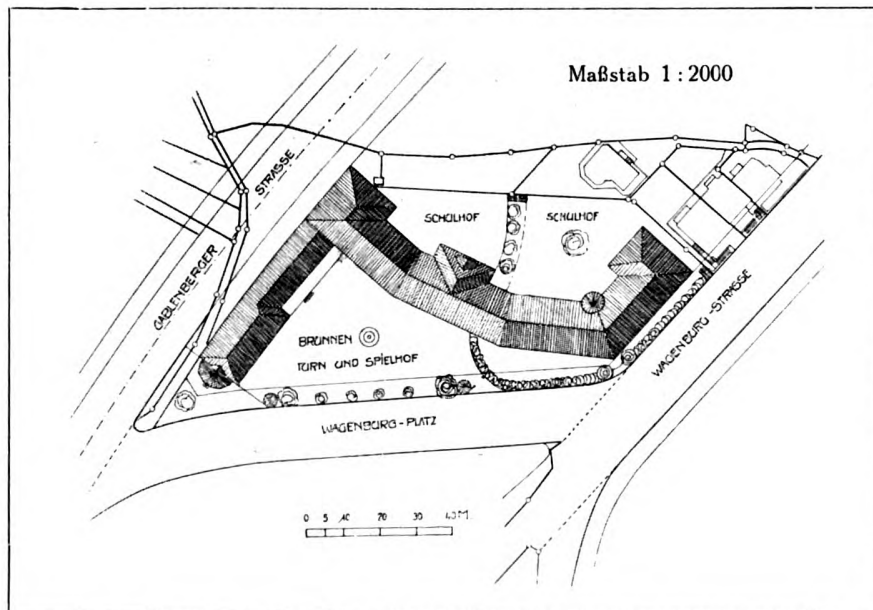 Maßstab 1 : 2000
GABLENBERGER STRASSE
SCHULHOF
SCHULHOF
BRUNNEN
TURN UND SPIELHOF
WAGENBURG-STRASSE
WAGENBURG-PLATZ
0 5 10 20 30 40 M.